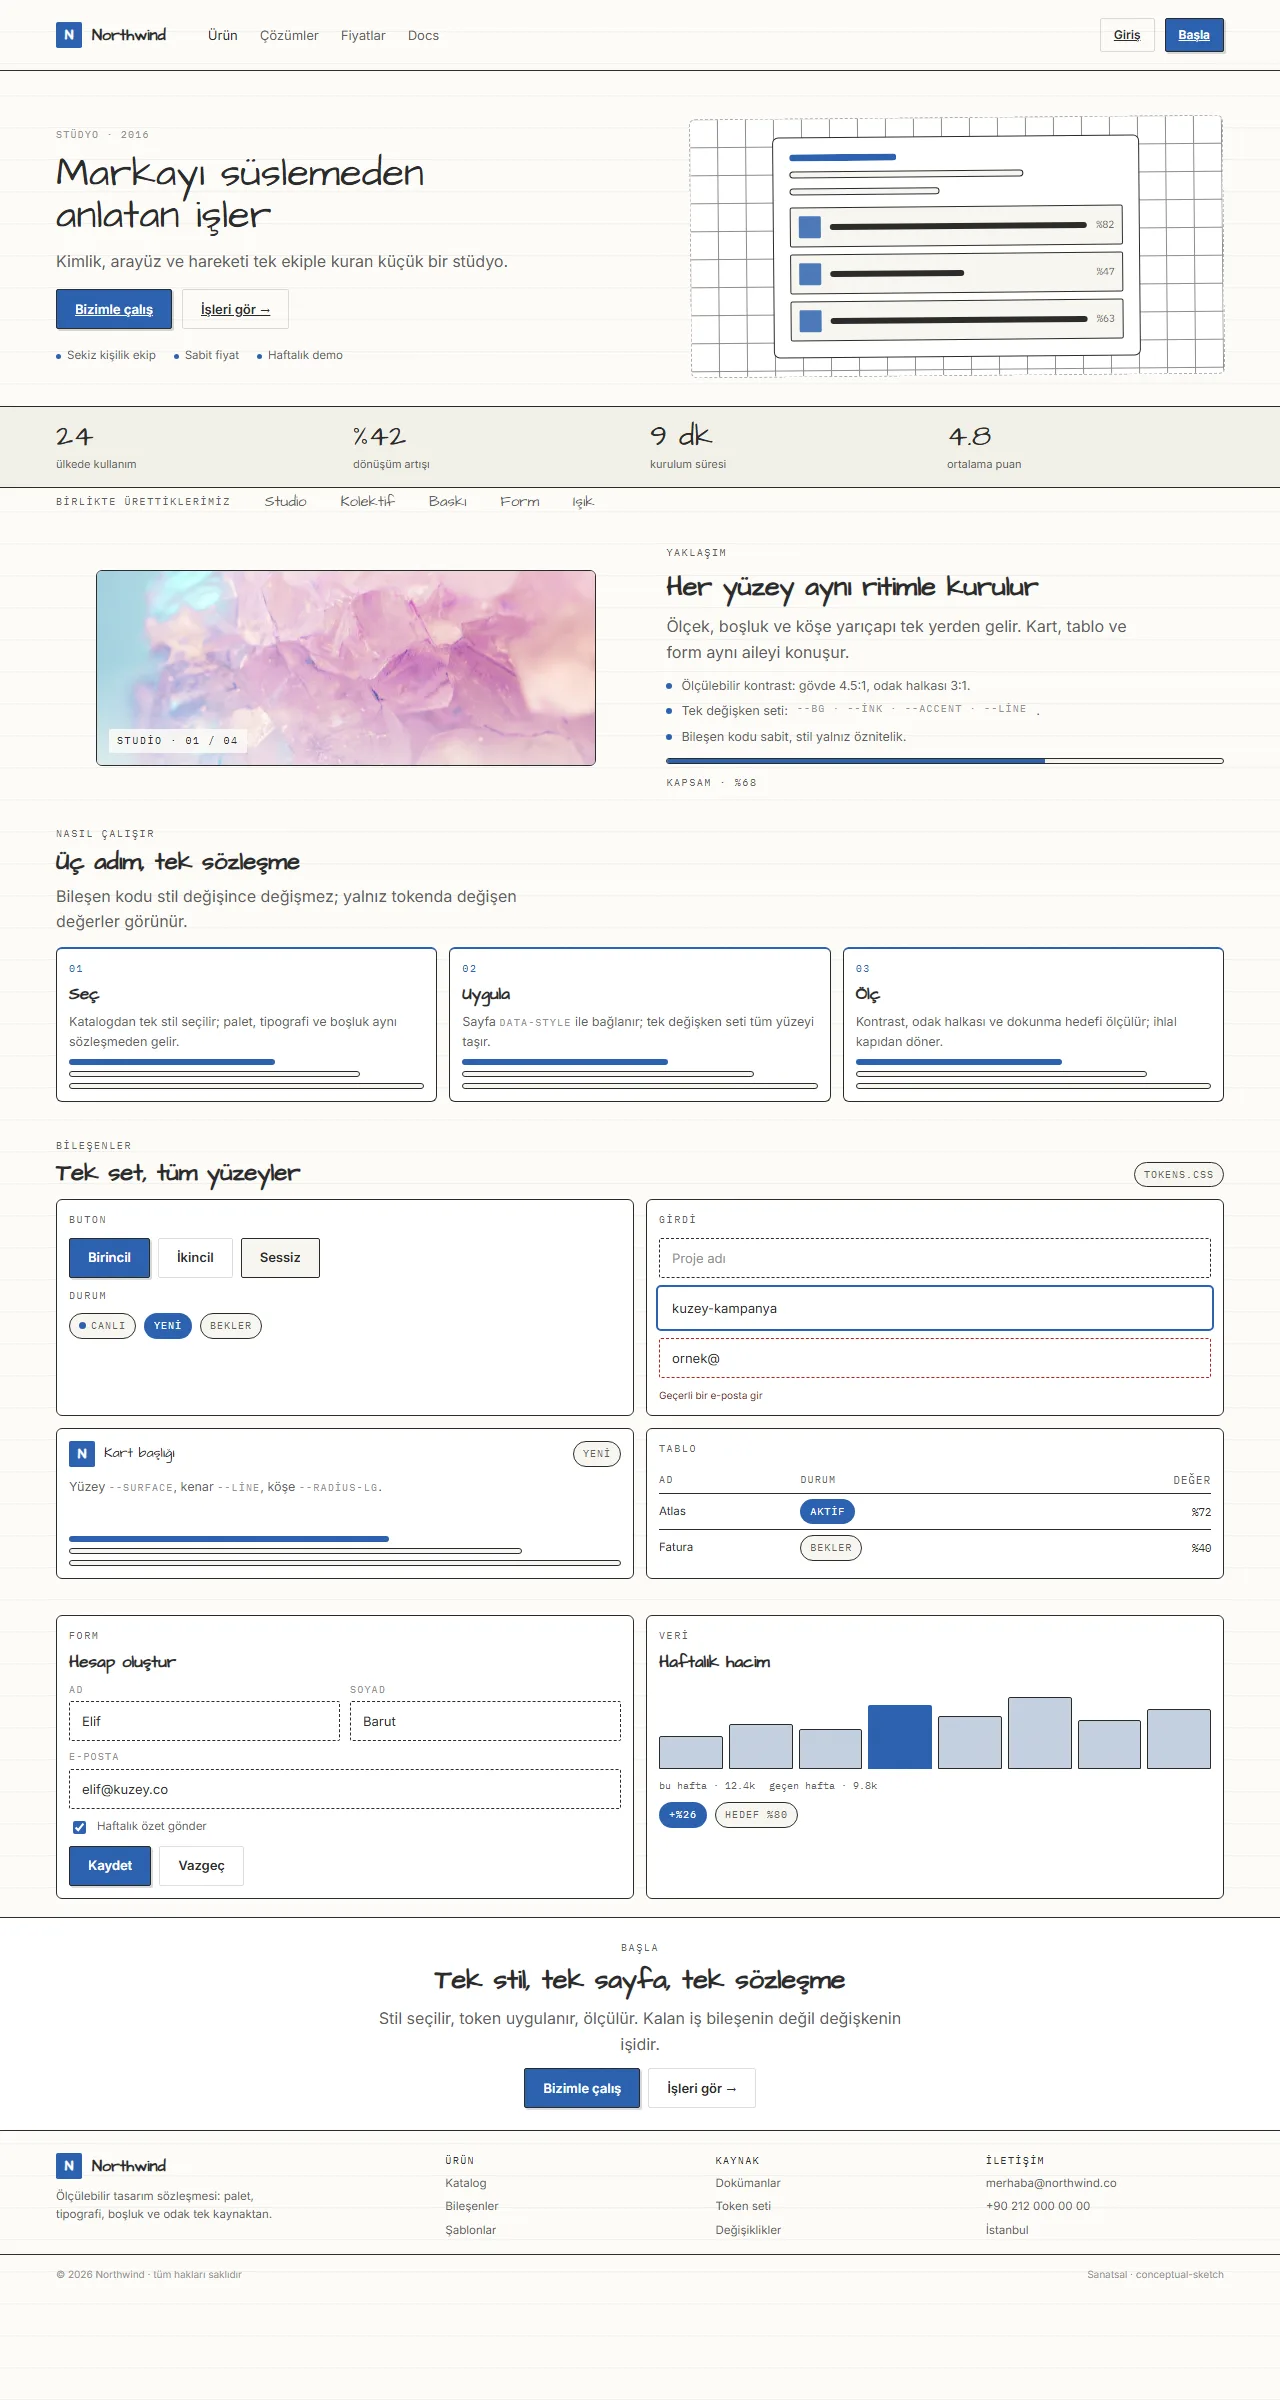 N Northwind Ürün Çözümler Fiyatlar Docs Giriş Başla
STÜDYO · 2016
Markayı süslemeden
anlatan işler
Kimlik, arayüz ve hareketi tek ekiple kuran küçük bir stüdyo.
Bizimle çalış İşleri gör →
Sekiz kişilik ekip Sabit fiyat Haftalık demo
%82
%47
%63
24 %42 9 dk 4.8
ülkede kullanım dönüşüm artışı kurulum süresi ortalama puan
BİRLİKTE ÜRETTİKLERİMİZ Studio Kolektif Baskı Form Işık
STUDİO · 01 / 04
YAKLAŞIM
Her yüzey aynı ritimle kurulur
Ölçek, boşluk ve köşe yarıçapı tek yerden gelir. Kart, tablo ve
form aynı aileyi konuşur.
Ölçülebilir kontrast: gövde 4.5:1, odak halkası 3:1.
Tek değişken seti: --BG · --İNK · --ACCENT · --LİNE .
Bileşen kodu sabit, stil yalnız öznitelik.
KAPSAM · %68
NASIL ÇALIŞIR
Üç adım, tek sözleşme
Bileşen kodu stil değişince değişmez; yalnız tokenda değişen
değerler görünür.
01
Seç
Katalogdan tek stil seçilir; palet, tipografi ve boşluk aynı
sözleşmeden gelir.
02
Uygula
Sayfa DATA-STYLE ile bağlanır; tek değişken seti tüm yüzeyi
taşır.
03
Ölç
Kontrast, odak halkası ve dokunma hedefi ölçülür; ihlal
kapıdan döner.
BİLEŞENLER
Tek set, tüm yüzeyler
TOKENS.CSS
BUTON
Birincil İkincil Sessiz
DURUM
CANLI YENİ BEKLER
GİRDİ
Proje adı
kuzey-kampanya
ornek@
Geçerli bir e-posta gir
N Kart başlığı YENİ
Yüzey --SURFACE, kenar --LİNE, köşe --RADİUS-LG.
TABLO
AD DURUM DEĞER
Atlas AKTİF %72
Fatura BEKLER %40
FORM
Hesap oluştur
AD SOYAD
Elif Barut
E-POSTA
elif@kuzey.co
Haftalık özet gönder
Kaydet Vazgeç
VERİ
Haftalık hacim
bu hafta · 12.4k geçen hafta · 9.8k
+%26 HEDEF %80
BAŞLA
Tek stil, tek sayfa, tek sözleşme
Stil seçilir, token uygulanır, ölçülür. Kalan iş bileşenin değil değişkenin
işidir.
Bizimle çalış İşleri gör →
N Northwind
Ölçülebilir tasarım sözleşmesi: palet,
tipografi, boşluk ve odak tek kaynaktan.
ÜRÜN
Katalog
Bileşenler
Şablonlar
KAYNAK
Dokümanlar
Token seti
Değişiklikler
İLETİŞİM
merhaba@northwind.co
+90 212 000 00 00
İstanbul
© 2026 Northwind · tüm hakları saklıdır
Sanatsal · conceptual-sketch